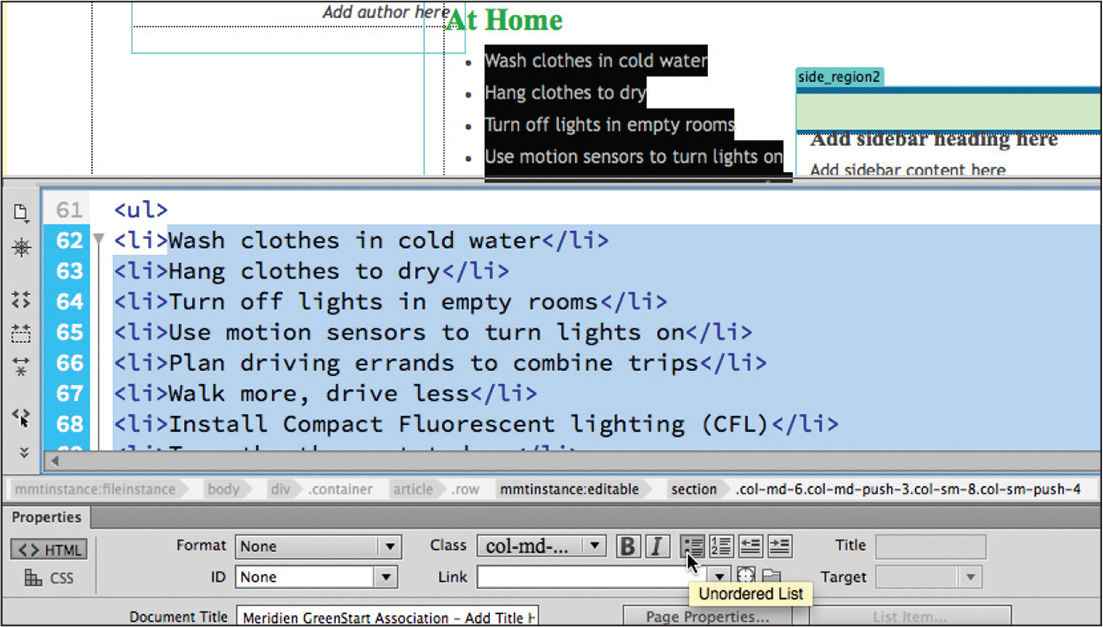 Add author here
At Home
Wash clothes in cold water
Hang clothes to dry
Turn off lights in empty rooms
Use motion sensors to turn lights on
side_region2
Add sidebar heading here
Add sidebar content here
61 <ul>
62 <li>Wash clothes in cold water</li>
63 <li>Hang clothes to dry</li>
64 <li>Turn off lights in empty rooms</li>
65 <li>Use motion sensors to turn lights on</li>
66 <li>Plan driving errands to combine trips</li>
67 <li>Walk more, drive less</li>
68 <li>Install Compact Fluorescent lighting (CFL)</li>
mmtinstance:fileinstance body div .container article .row mmtinstance:editable section .col-md-6.col-md-push-3.col-sm-8.col-sm-push-4
Properties
<> HTML Format None Class col-md-... B I Title
CSS ID None Link Target
Unordered List
Document Title Meridien GreenStart Association - Add Title H Page Properties... List Item...